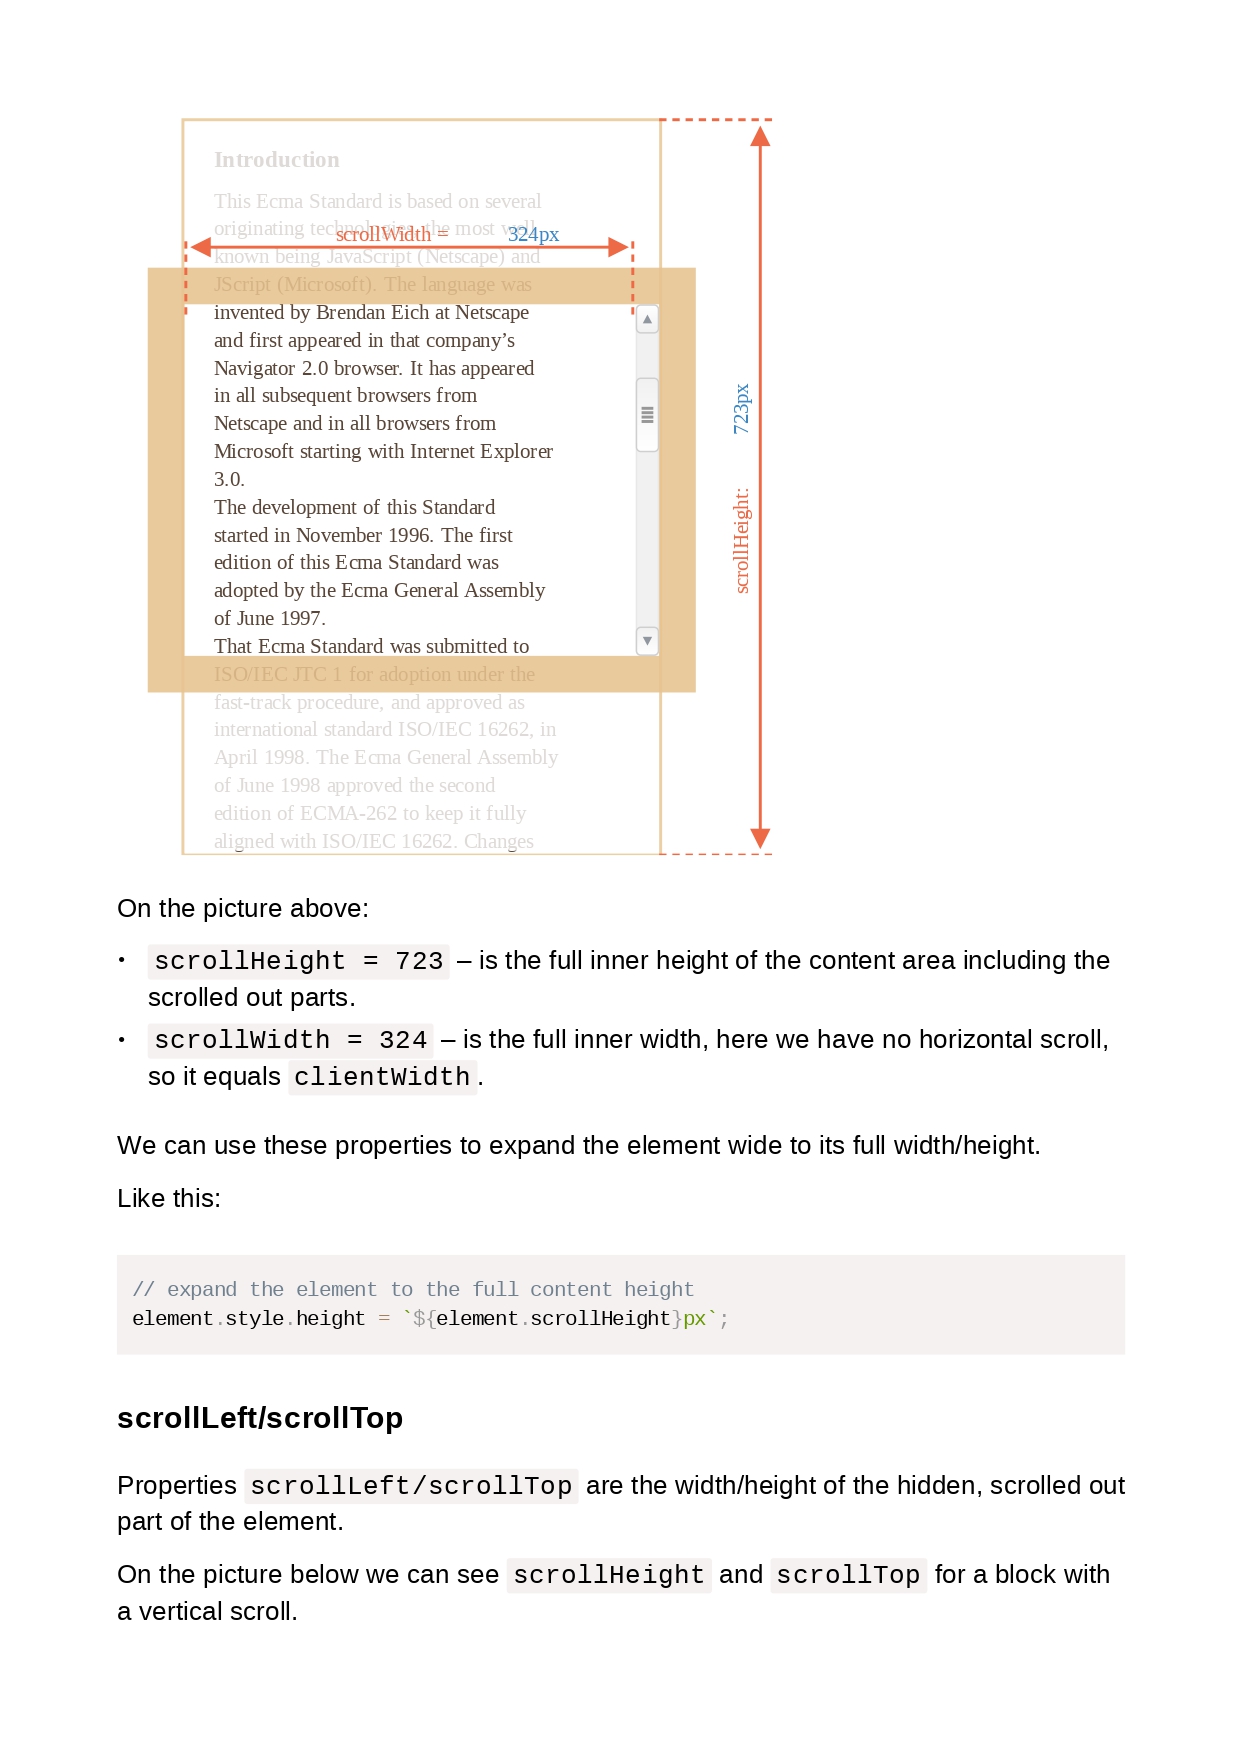 Introduction
This Ecma Standard is based on several
originating technologies, the most well
scrollWidth = 324px
known being JavaScript (Netscape) and
JScript (Microsoft). The language was
invented by Brendan Eich at Netscape
and first appeared in that company’s
Navigator 2.0 browser. It has appeared
in all subsequent browsers from
Netscape and in all browsers from
Microsoft starting with Internet Explorer
3.0.
The development of this Standard
started in November 1996. The first
edition of this Ecma Standard was
adopted by the Ecma General Assembly
of June 1997.
That Ecma Standard was submitted to
ISO/IEC JTC 1 for adoption under the
fast-track procedure, and approved as
international standard ISO/IEC 16262, in
April 1998. The Ecma General Assembly
of June 1998 approved the second
edition of ECMA-262 to keep it fully
aligned with ISO/IEC 16262. Changes
scrollHeight: 723px
On the picture above:
• scrollHeight = 723 – is the full inner height of the content area including the
scrolled out parts.
• scrollWidth = 324 – is the full inner width, here we have no horizontal scroll,
so it equals clientWidth.
We can use these properties to expand the element wide to its full width/height.
Like this:
// expand the element to the full content height
element.style.height = `${element.scrollHeight}px`;
scrollLeft/scrollTop
Properties scrollLeft/scrollTop are the width/height of the hidden, scrolled out
part of the element.
On the picture below we can see scrollHeight and scrollTop for a block with
a vertical scroll.